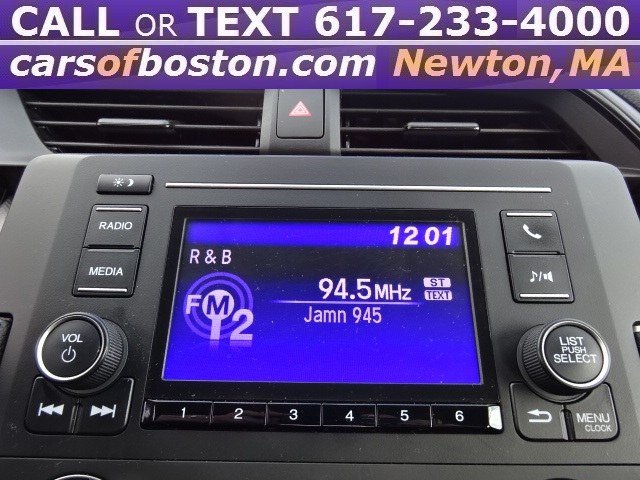 CALL OR TEXT 617-233-4000
carsofboston.com Newton, MA
RADIO
MEDIA
12 01
R & B
94.5 MHz ST
TEXT
FM 2
Jamn 945
VOL
LIST
PUSH
SELECT
1 2 3 4 5 6
MENU
CLOCK